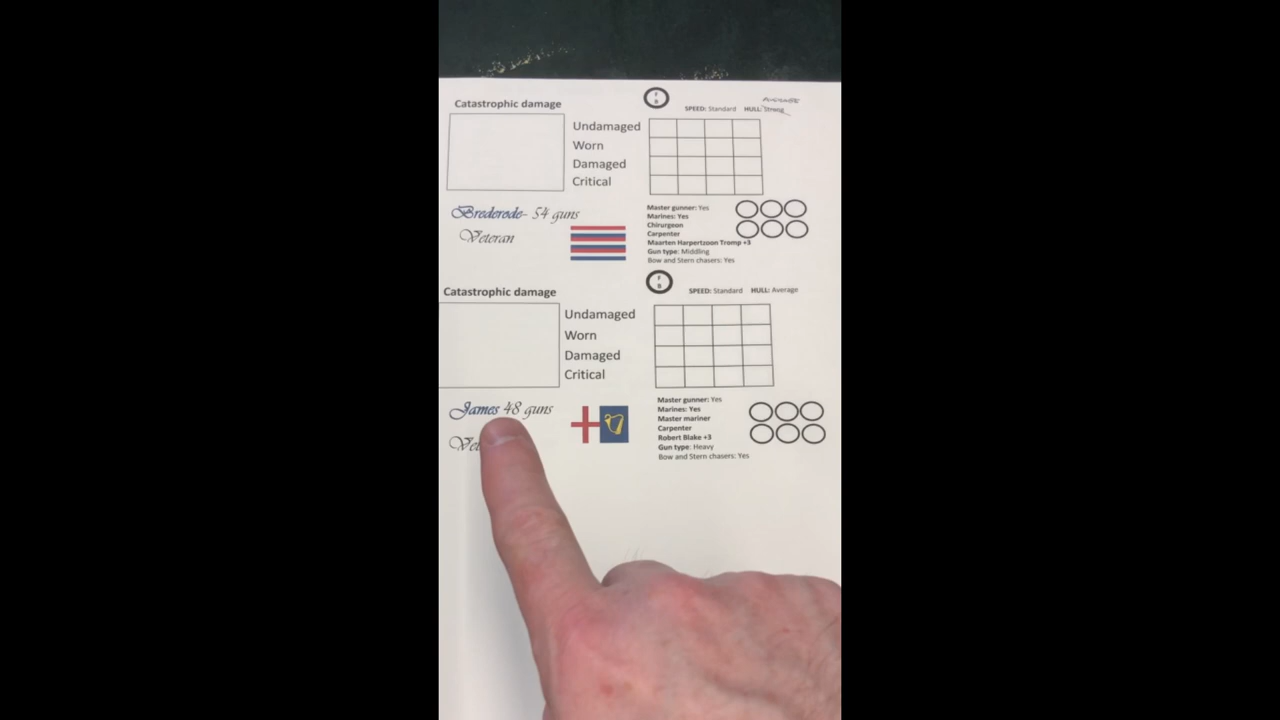 Catastrophic damage
F
B
SPEED: Standard HULL: Strong
Undamaged
Worn
Damaged
Critical
Brederode- 54 guns
Veteran
Master gunner: Yes
Marines: Yes
Chirurgeon
Carpenter
Maarten Harpertzoon Tromp +3
Gun type: Middling
Bow and Stern chasers: Yes
Catastrophic damage
F
B
SPEED: Standard HULL: Average
Undamaged
Worn
Damaged
Critical
James 48 guns
Master gunner: Yes
Marines: Yes
Master mariner
Carpenter
Robert Blake +3
Gun type: Heavy
Bow and Stern chasers: Yes